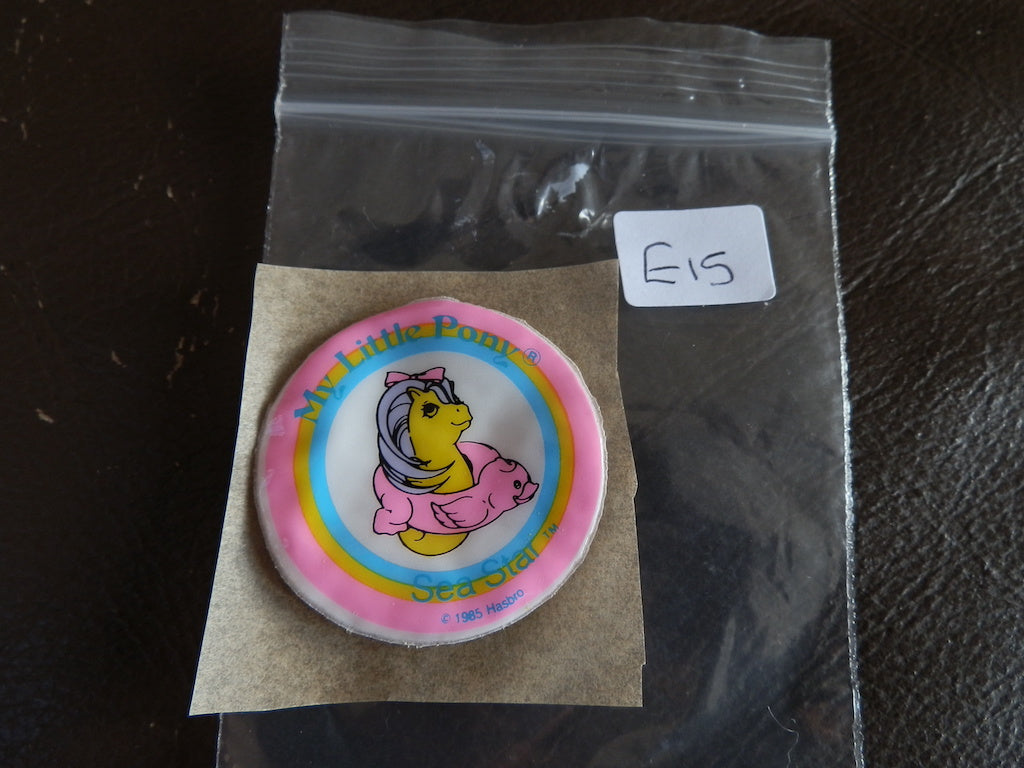 E15
My Little Pony®
Sea Star™
© 1985 Hasbro